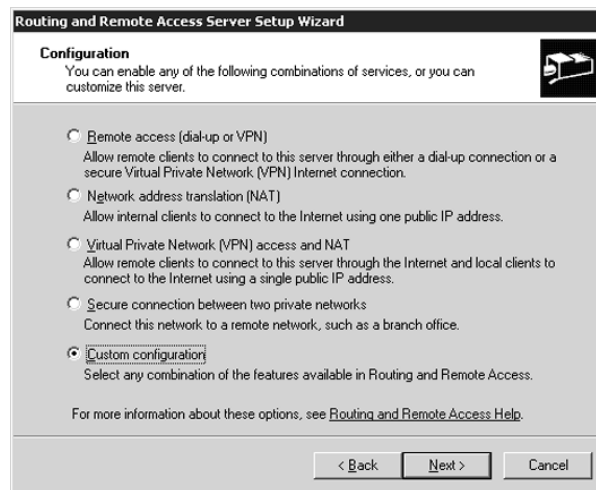 Routing and Remote Access Server Setup Wizard
Configuration
You can enable any of the following combinations of services, or you can
customize this server.
Remote access (dial-up or VPN)
Allow remote clients to connect to this server through either a dial-up connection or a
secure Virtual Private Network (VPN) Internet connection.
Network address translation (NAT)
Allow internal clients to connect to the Internet using one public IP address.
Virtual Private Network (VPN) access and NAT
Allow remote clients to connect to this server through the Internet and local clients to
connect to the Internet using a single public IP address.
Secure connection between two private networks
Connect this network to a remote network, such as a branch office.
Custom configuration
Select any combination of the features available in Routing and Remote Access.
For more information about these options, see Routing and Remote Access Help.
< Back Next > Cancel